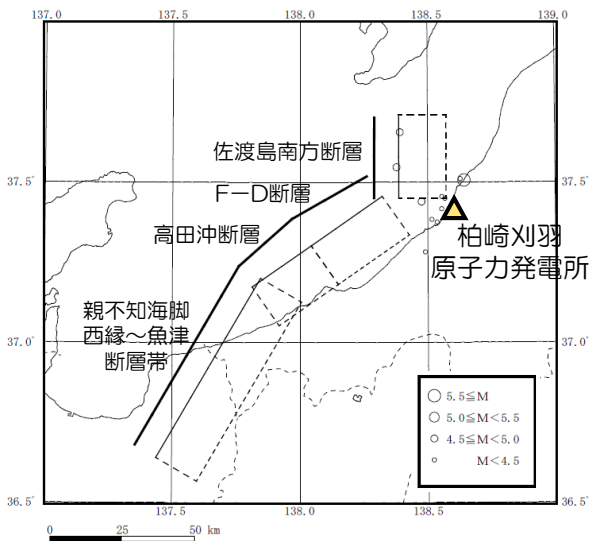 137.0
137.5
138.0
138.5
139.0
佐渡島南方断層
37.5°
37.5°
F－D断層
高田沖断層
柏崎刈羽
原子力発電所
親不知海脚
西縁～魚津
断層帯
37.0°
37.0°
5.5≦M
5.0≦M<5.5
4.5≦M<5.0
M<4.5
36.5°
36.5°
137.5
138.0
138.5
0 25 50 km